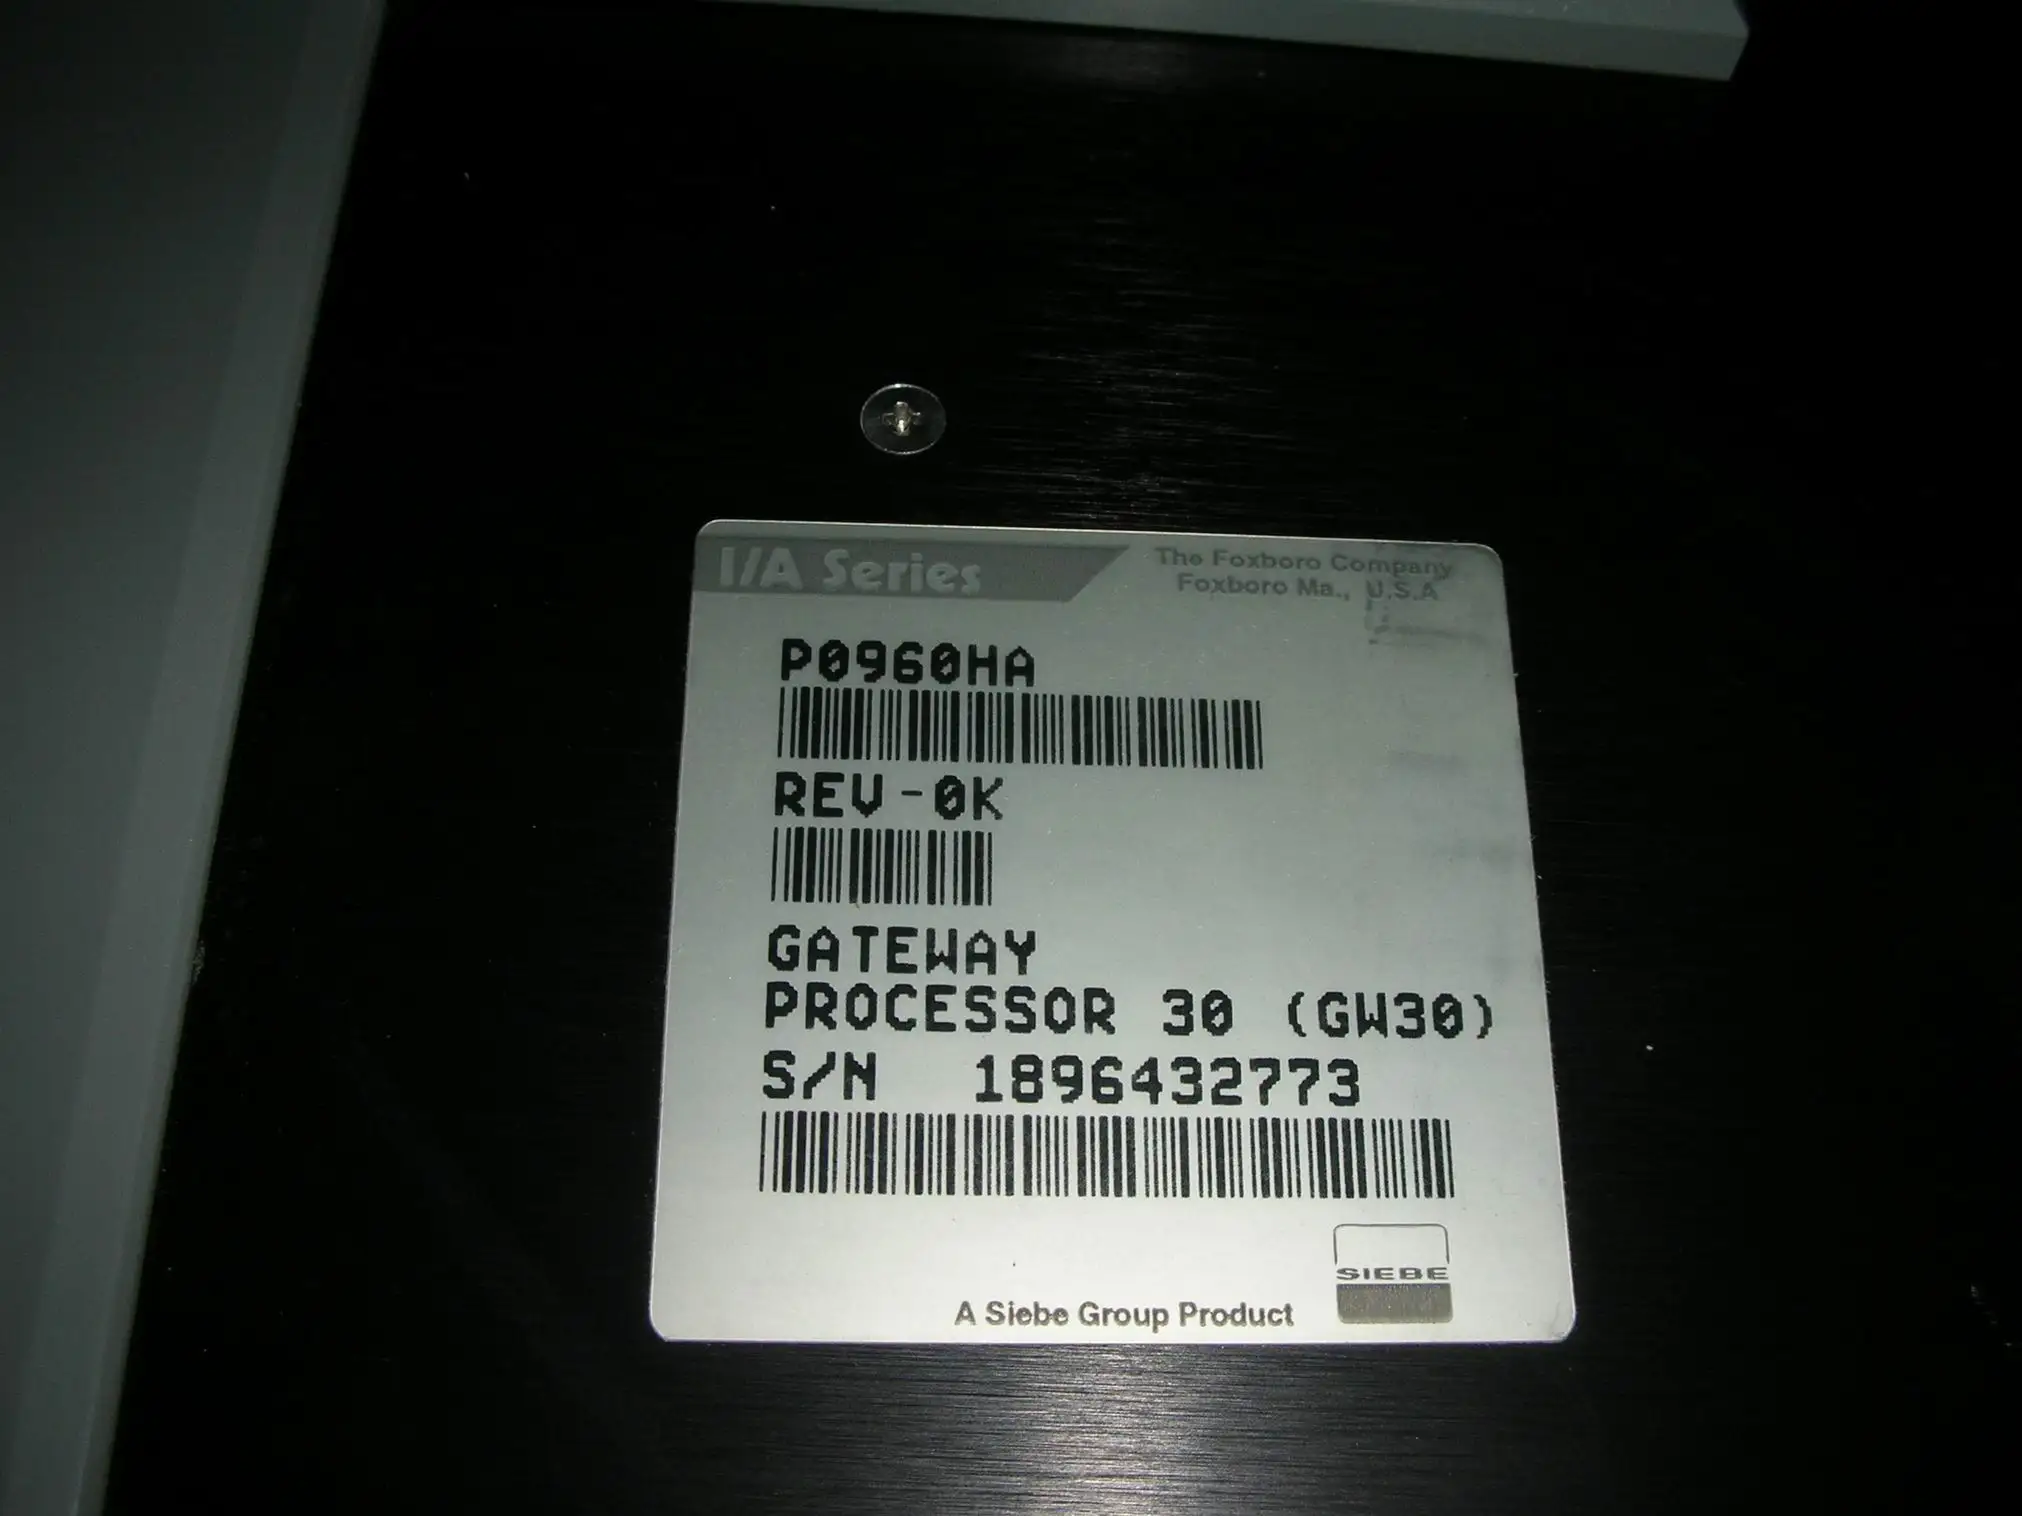 I/A Series
The Foxboro Company
Foxboro Ma., U.S.A
P0960HA
REV-0K
GATEWAY
PROCESSOR 30 (GW30)
S/N 1896432773
SIEBE
A Siebe Group Product